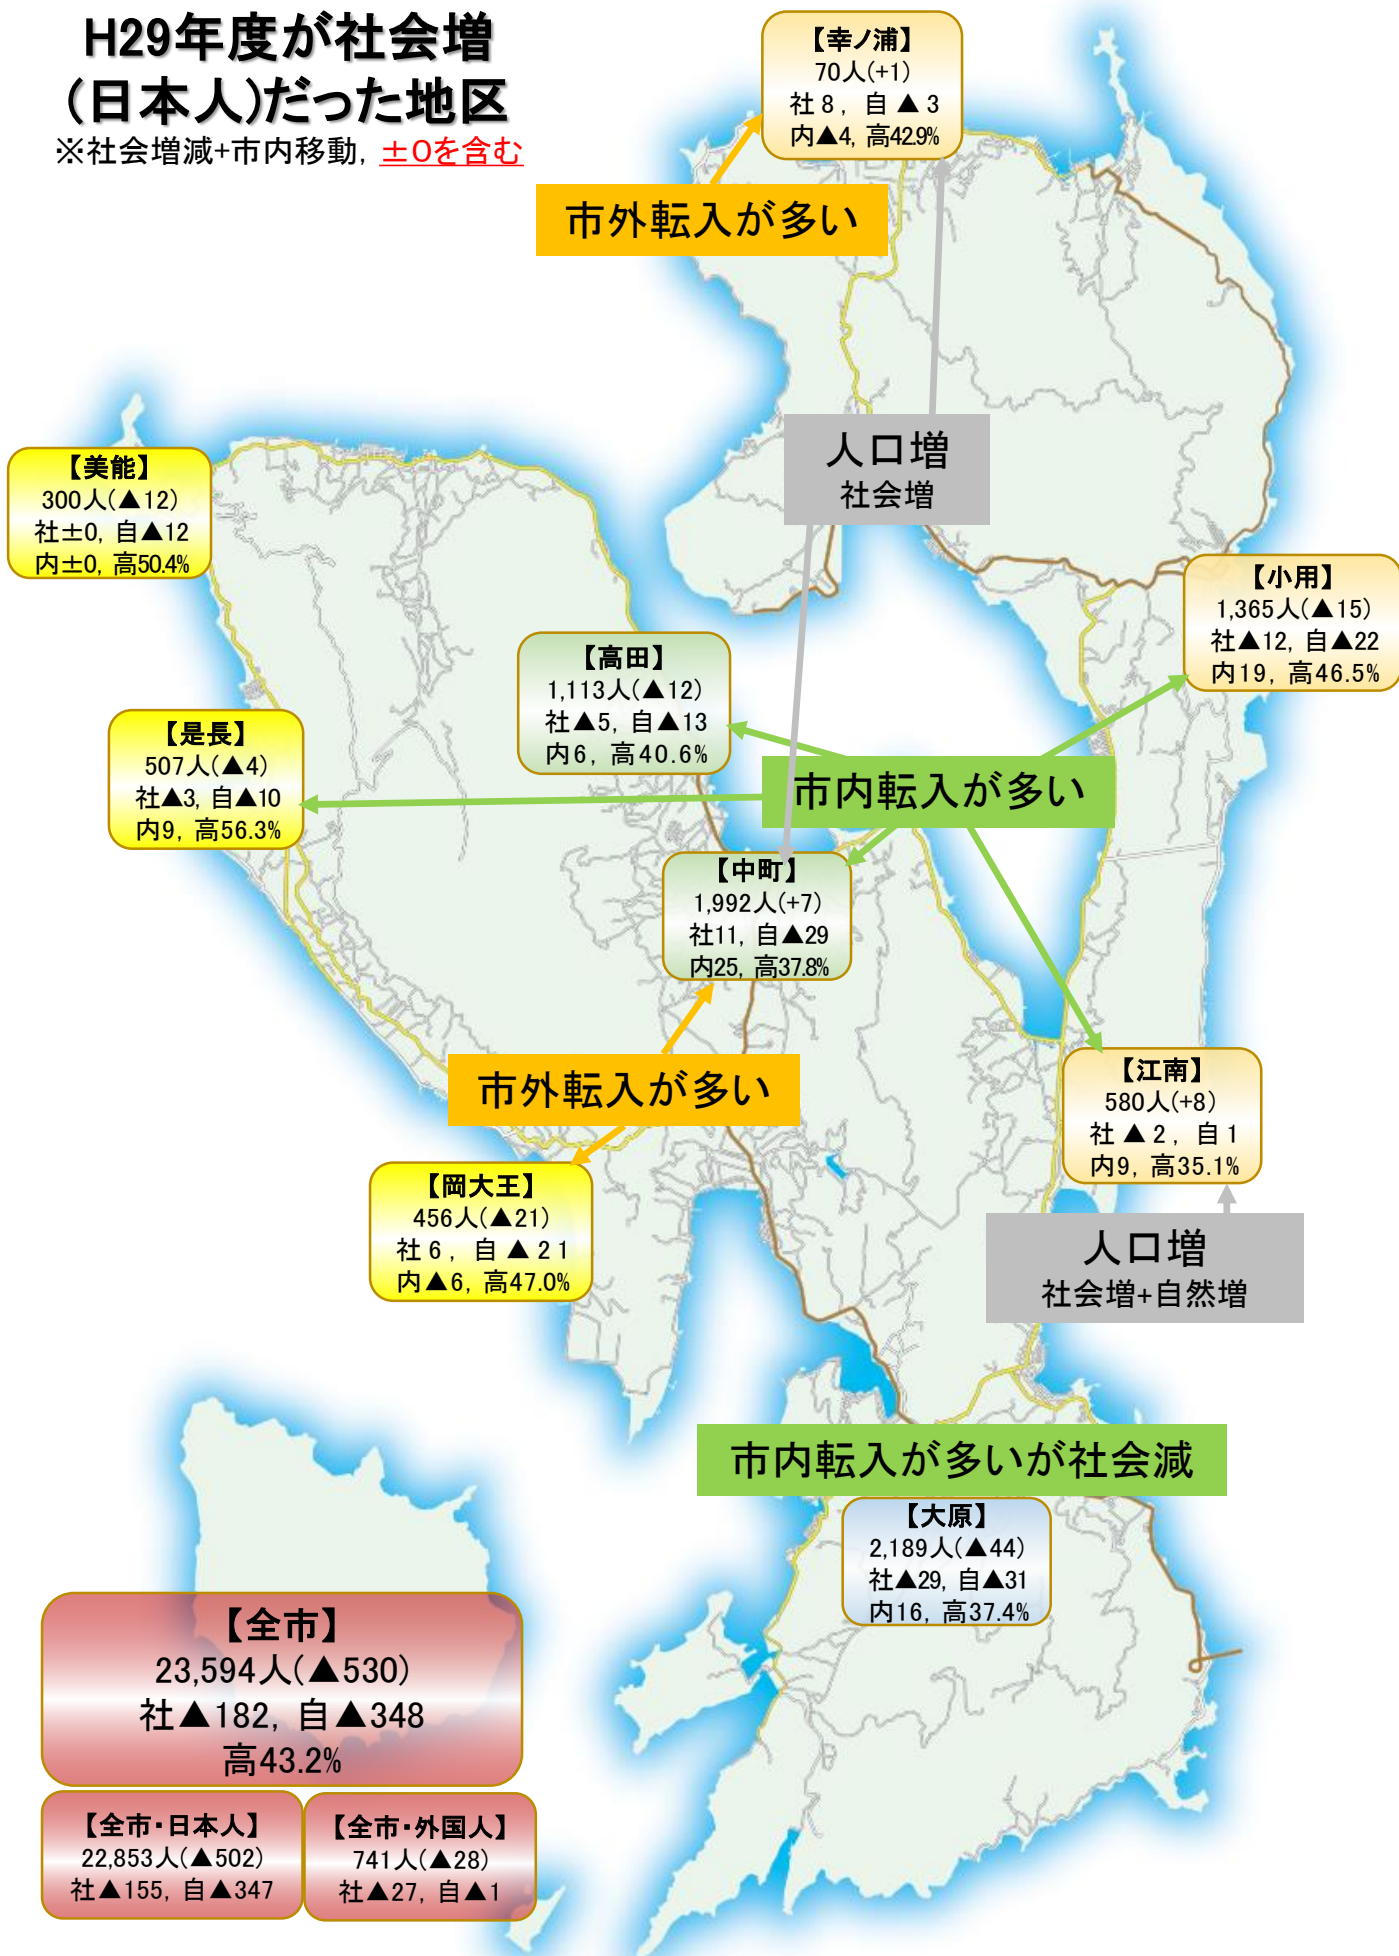 H29年度が社会増
(日本人)だった地区
※社会増減+市内移動, ±0を含む
【幸ノ浦】
70人(+1)
社8, 自▲3
内▲4, 高42.9%
市外転入が多い
人口増
社会増
【美能】
300人(▲12)
社±0, 自▲12
内±0, 高50.4%
【小用】
1,365人(▲15)
社▲12, 自▲22
内19, 高46.5%
【高田】
1,113人(▲12)
社▲5, 自▲13
内6, 高40.6%
【是長】
507人(▲4)
社▲3, 自▲10
内9, 高56.3%
市内転入が多い
【中町】
1,992人(+7)
社11, 自▲29
内25, 高37.8%
市外転入が多い
【江南】
580人(+8)
社▲2, 自1
内9, 高35.1%
【岡大王】
456人(▲21)
社6, 自▲21
内▲6, 高47.0%
人口増
社会増+自然増
市内転入が多いが社会減
【大原】
2,189人(▲44)
社▲29, 自▲31
内16, 高37.4%
【全市】
23,594人(▲530)
社▲182, 自▲348
高43.2%
【全市・日本人】
22,853人(▲502)
社▲155, 自▲347
【全市・外国人】
741人(▲28)
社▲27, 自▲1